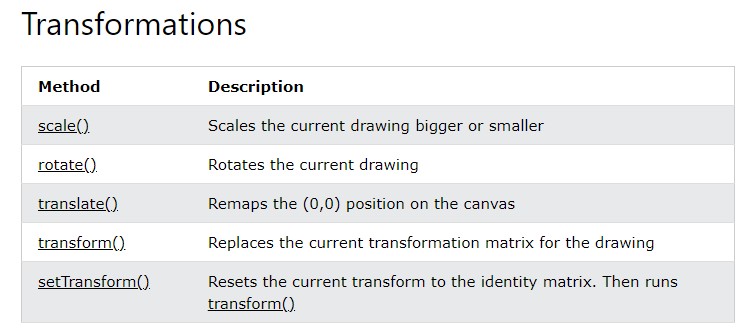 Transformations
Method Description
scale() Scales the current drawing bigger or smaller
rotate() Rotates the current drawing
translate() Remaps the (0,0) position on the canvas
transform() Replaces the current transformation matrix for the drawing
setTransform() Resets the current transform to the identity matrix. Then runs
transform()